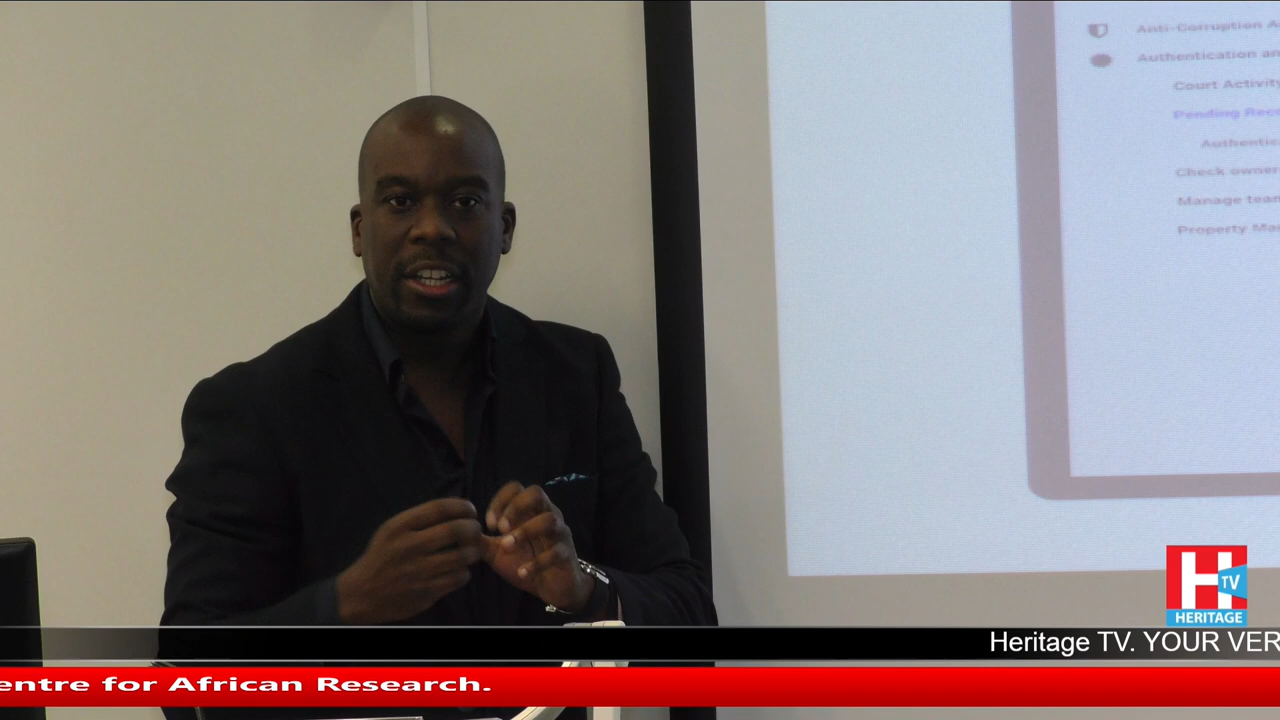 Anti-Corruption A
Authentication an
Court Activity
Pending Rec
Authentic
Check owner
Manage tea
Property Ma
H TV
HERITAGE
Heritage TV. YOUR VER
entre for African Research.